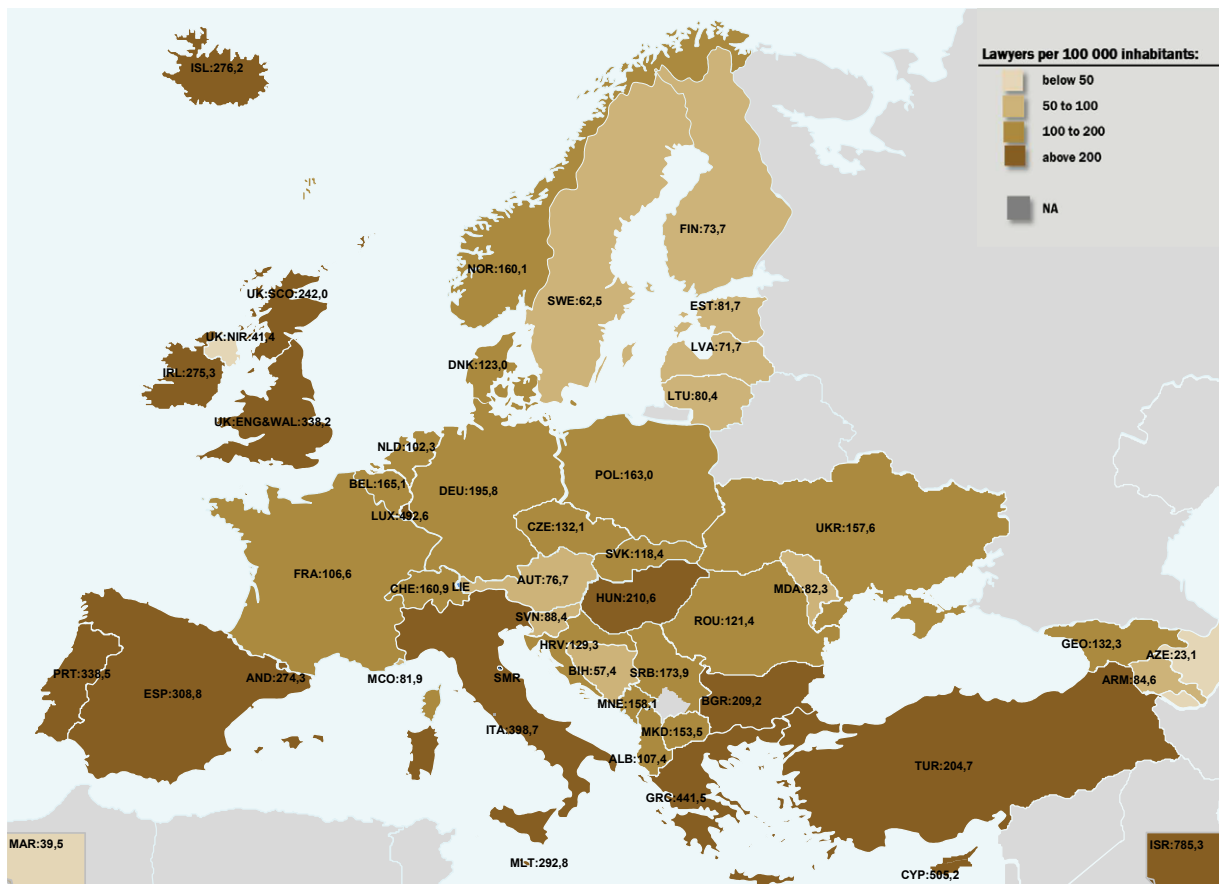 Lawyers per 100 000 inhabitants:
below 50
50 to 100
100 to 200
above 200
NA
ISL:276,2
FIN:73,7
NOR:160,1
UK:SCO:242,0
SWE:62,5
EST:81,7
UK:NIR:41,4
LVA:71,7
IRL:275,3
DNK:123,0
LTU:80,4
UK:ENG&WAL:338,2
NLD:102,3
POL:163,0
BEL:165,1
DEU:195,8
LUX:492,6
CZE:132,1
UKR:157,6
SVK:118,4
FRA:106,6
AUT:76,7
CHE:160,9
LIE
MDA:82,3
HUN:210,6
SVN:88,4
ROU:121,4
HRV:129,3
GEO:132,3
AZE:23,1
PRT:338,5
AND:274,3
MCO:81,9
SMR
BIH:57,4
SRB:173,9
ARM:84,6
ESP:308,8
MNE:158,1
BGR:209,2
ITA:398,7
MKD:153,5
ALB:107,4
TUR:204,7
GRC:441,5
MAR:39,5
ISR:785,3
MLT:292,8
CYP:505,2